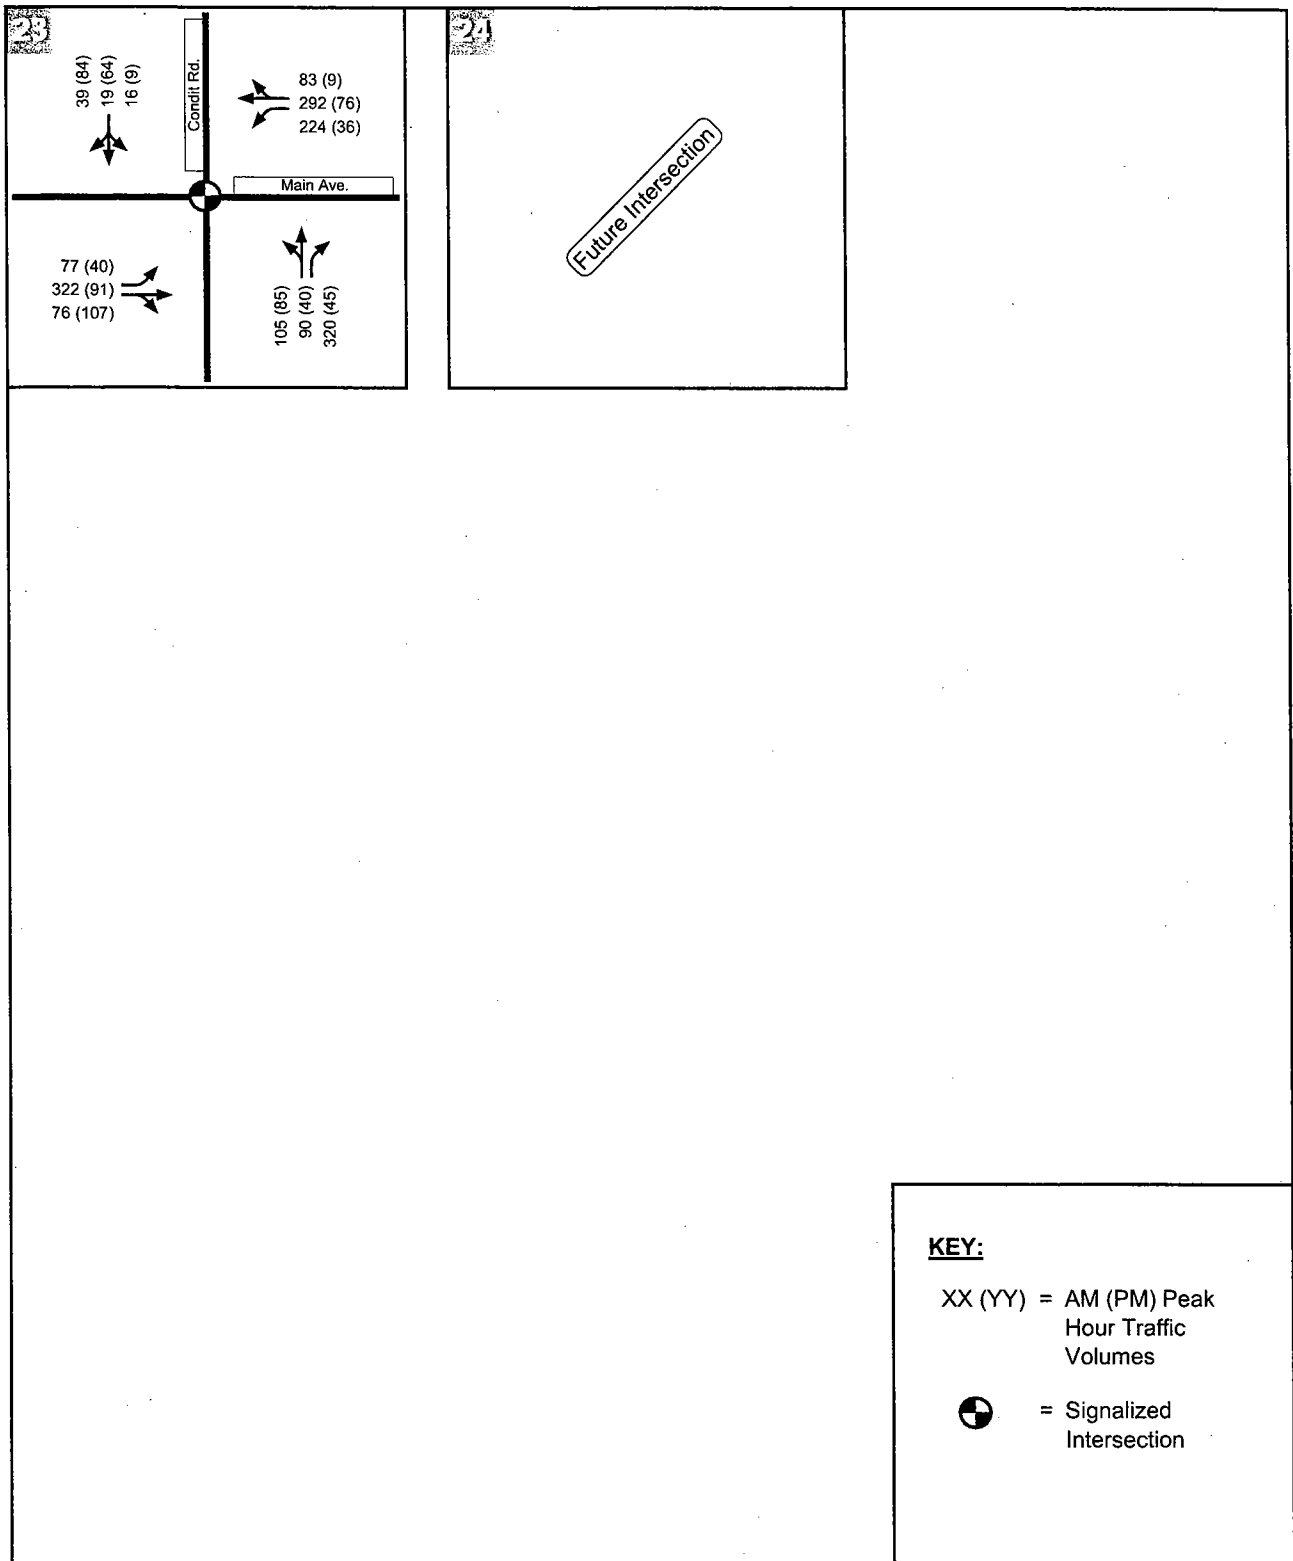 23
39 (84)
19 (64)
16 (9)
Condit Rd.
83 (9)
292 (76)
224 (36)
Main Ave.
77 (40)
322 (91)
76 (107)
105 (85)
90 (40)
320 (45)
24
Future Intersection
KEY:
XX (YY) = AM (PM) Peak
Hour Traffic
Volumes
= Signalized
Intersection